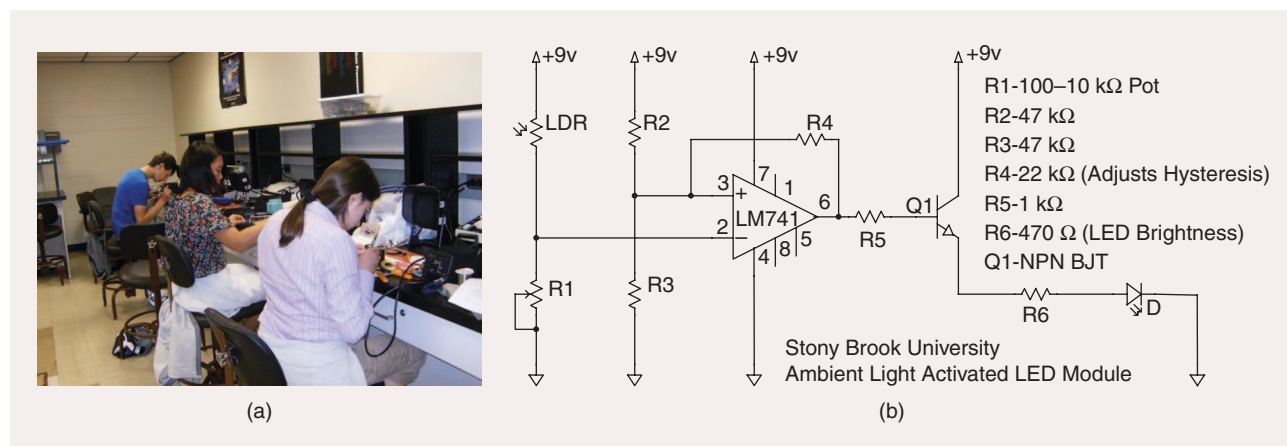 +9v
+9v
+9v
+9v
R1-100–10 kΩ Pot
R2-47 kΩ
R3-47 kΩ
R4-22 kΩ (Adjusts Hysteresis)
R5-1 kΩ
R6-470 Ω (LED Brightness)
Q1-NPN BJT
LDR
R2
R4
7
1
3
+
LM741
6
2
−
5
8
4
R5
Q1
R1
R3
R6
D
Stony Brook University
Ambient Light Activated LED Module
(a)
(b)